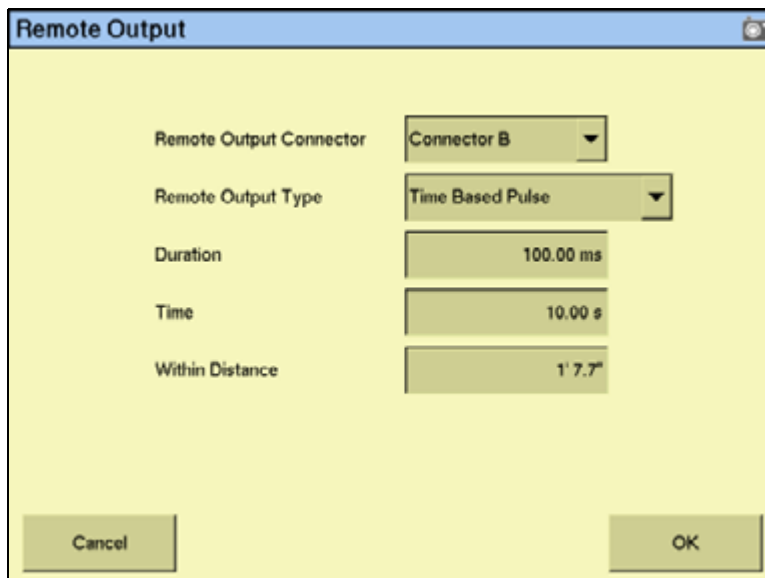 Remote Output
Remote Output Connector Connector B
Remote Output Type Time Based Pulse
Duration 100.00 ms
Time 10.00 s
Within Distance 1' 7.7"
Cancel OK